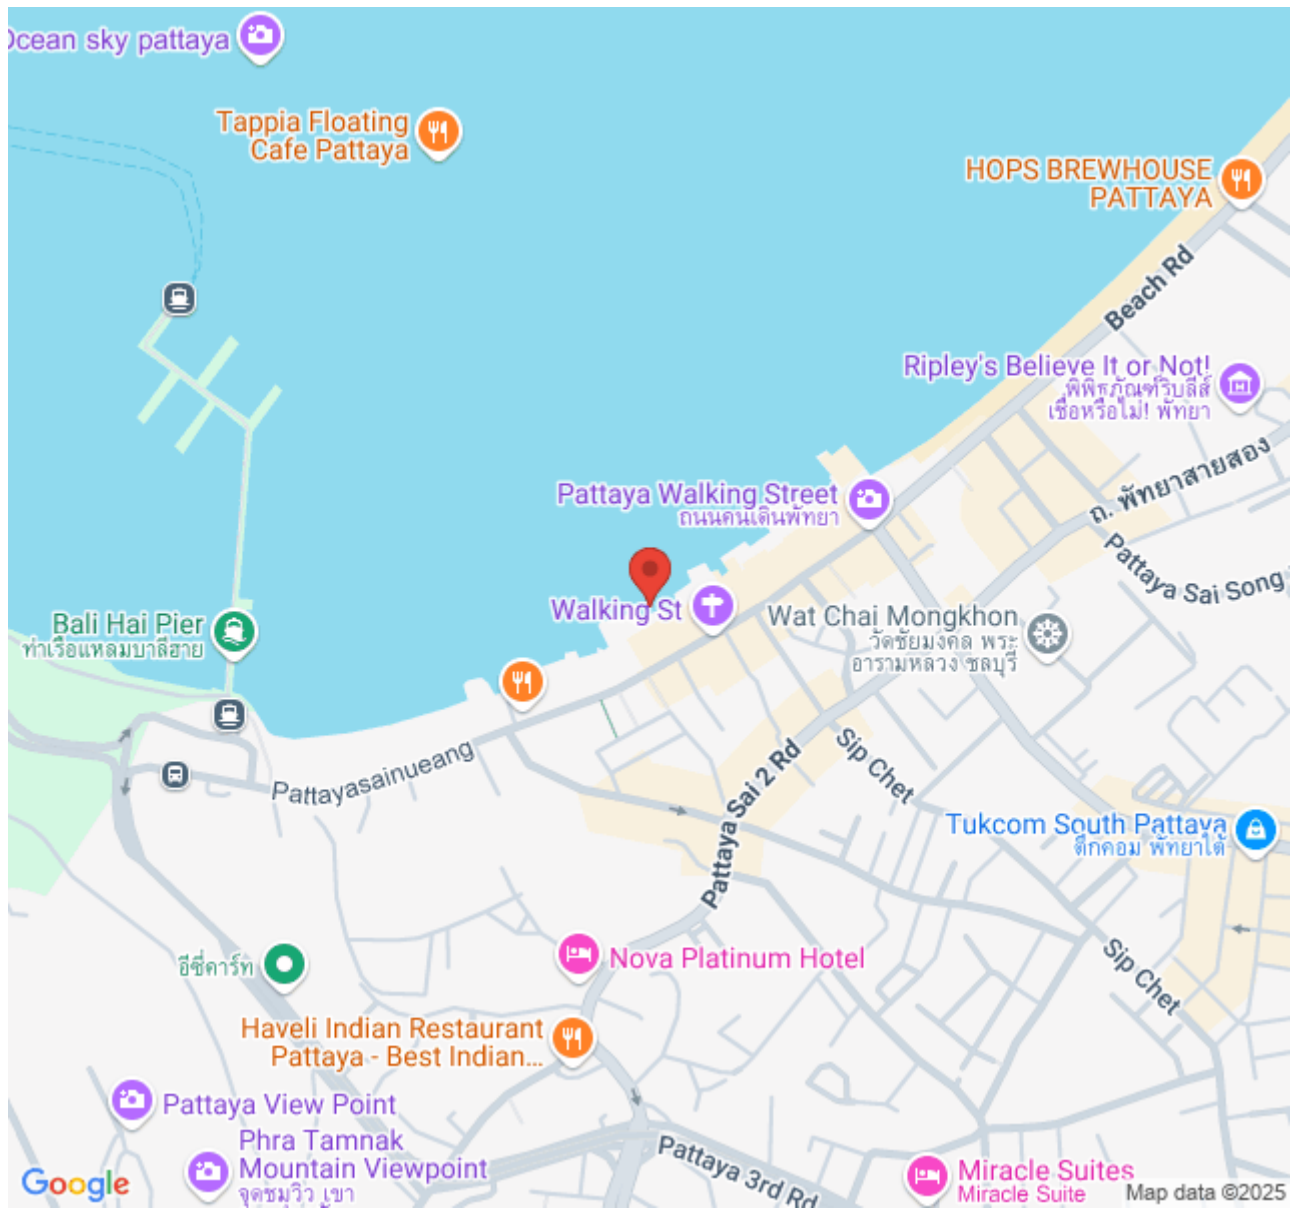 Ocean sky pattaya
Tappia Floating
Cafe Pattaya
HOPS BREWHOUSE
PATTAYA
Beach Rd
Ripley's Believe It or Not!
พิพิธภัณฑ์ริบลีส์
เชื่อหรือไม่! พัทยา
ถ. พัทยาสายสอง
Pattaya Walking Street
ถนนคนเดินพัทยา
Pattaya Sai Song
Walking St
Wat Chai Mongkhon
วัดชัยมงคล พระ
อารามหลวง ชลบุรี
Bali Hai Pier
ท่าเรือแหลมบาลีฮาย
Pattayasainueang
Sip Chet
Pattaya Sai 2 Rd
Tukcom South Pattaya
ตึกคอม พัทยาใต้
Nova Platinum Hotel
อีซี่คาร์ท
Sip Chet
Haveli Indian Restaurant
Pattaya - Best Indian...
Pattaya View Point
Phra Tamnak
Mountain Viewpoint
จุดชมวิว เขา
Pattaya 3rd Rd
Miracle Suites
Miracle Suite
Google
Map data ©2025